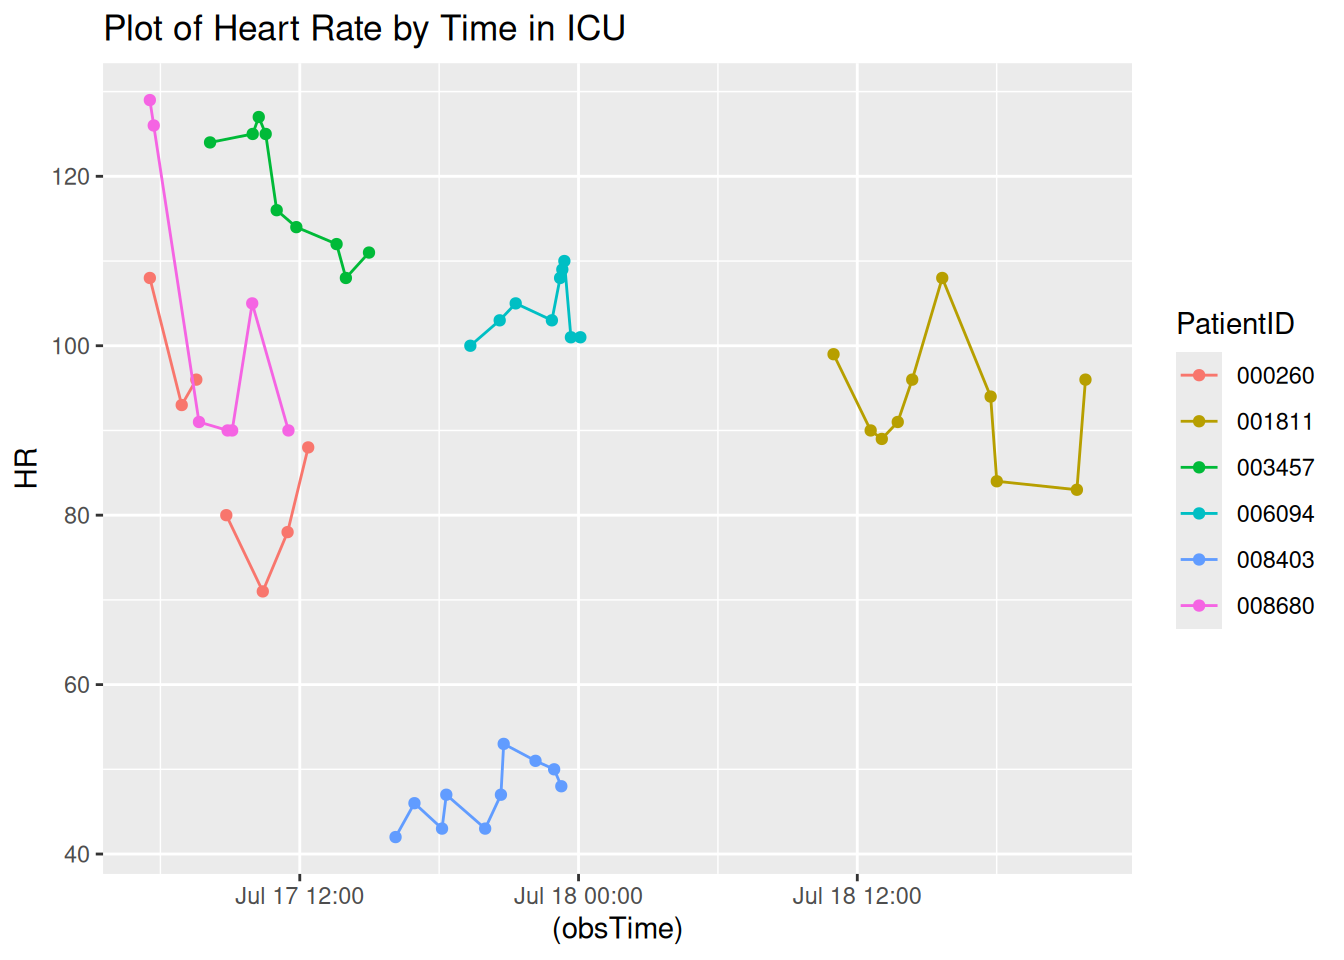 Plot of Heart Rate by Time in ICU
HR
120
100
80
60
40
Jul 17 12:00
Jul 18 00:00
Jul 18 12:00
(obsTime)
PatientID
000260
001811
003457
006094
008403
008680